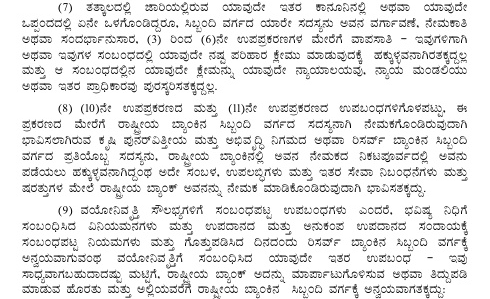 (7) ತತ್ಕಾಲದಲ್ಲಿ ಜಾರಿಯಲ್ಲಿರುವ ಯಾವುದೇ ಇತರ ಕಾನೂನಿನಲ್ಲಿ ಅಥವಾ ಯಾವುದೇ
ಒಪ್ಪಂದದಲ್ಲಿ ಏನೇ ಒಳಗೊಂಡಿದ್ದರೂ, ಸಿಬ್ಬಂದಿ ವರ್ಗದ ಯಾರೇ ಸದಸ್ಯನು ಅವನ ವರ್ಗಾವಣೆ, ನೇಮಕಾತಿ
ಅಥವಾ ಸಂದರ್ಭಾನುಸಾರ, (3) ರಿಂದ (6)ನೇ ಉಪಪ್ರಕರಣಗಳ ಮೇರೆಗೆ ವಾಪಸಾತಿ - ಇವುಗಳಿಗಾಗಿ
ಅಥವಾ ಇವುಗಳ ಸಂಬಂಧದಲ್ಲಿ ಯಾವುದೇ ನಷ್ಟ ಪರಿಹಾರ ಕ್ಲೇಮು ಮಾಡುವುದಕ್ಕೆ ಹಕ್ಕುಳ್ಳವನಾಗಿರತಕ್ಕದ್ದಲ್ಲ
ಮತ್ತು ಆ ಸಂಬಂಧದಲ್ಲಿನ ಯಾವುದೇ ಕ್ಲೇಮನ್ನು ಯಾವುದೇ ನ್ಯಾಯಾಲಯವು, ನ್ಯಾಯ ಮಂಡಲಿಯು
ಅಥವಾ ಇತರ ಪ್ರಾಧಿಕಾರವು ಪುರಸ್ಕರಿಸತಕ್ಕದ್ದಲ್ಲ.
(8) (10)ನೇ ಉಪಪ್ರಕರಣದ ಮತ್ತು (11)ನೇ ಉಪಪ್ರಕರಣದ ಉಪಬಂಧಗಳಿಗೊಳಪಟ್ಟು, ಈ
ಪ್ರಕರಣದ ಮೇರೆಗೆ ರಾಷ್ಟ್ರೀಯ ಬ್ಯಾಂಕಿನ ಸಿಬ್ಬಂದಿ ವರ್ಗದ ಸದಸ್ಯನಾಗಿ ನೇಮಕಗೊಂಡಿರುವುದಾಗಿ
ಭಾವಿಸಲಾಗಿರುವ ಕೃಷಿ ಪುನರ್‌ವಿತ್ತೀಯ ಮತ್ತು ಅಭಿವೃದ್ಧಿ ನಿಗಮದ ಅಥವಾ ರಿಸರ್ವ್ ಬ್ಯಾಂಕಿನ ಸಿಬ್ಬಂದಿ
ವರ್ಗದ ಪ್ರತಿಯೊಬ್ಬ ಸದಸ್ಯನು, ರಾಷ್ಟ್ರೀಯ ಬ್ಯಾಂಕಿನಲ್ಲಿ ಅವನ ನೇಮಕದ ನಿಕಟಪೂರ್ವದಲ್ಲಿ ಅವನು
ಪಡೆಯಲು ಹಕ್ಕುಳ್ಳವನಾಗಿದ್ದಂಥ ಅದೇ ಸಂಬಳ, ಉಪಲಬ್ಧಿಗಳು ಮತ್ತು ಇತರ ಸೇವಾ ನಿಬಂಧನೆಗಳು ಮತ್ತು
ಷರತ್ತುಗಳ ಮೇಲೆ ರಾಷ್ಟ್ರೀಯ ಬ್ಯಾಂಕ್ ಅವನನ್ನು ನೇಮಕ ಮಾಡಿಕೊಂಡಿರುವುದಾಗಿ ಭಾವಿಸತಕ್ಕದ್ದು.
(9) ವಯೋನಿವೃತ್ತಿ ಸೌಲಭ್ಯಗಳಿಗೆ ಸಂಬಂಧಪಟ್ಟ ಉಪಬಂಧಗಳು ಎಂದರೆ, ಭವಿಷ್ಯ ನಿಧಿಗೆ
ಸಂಬಂಧಿಸಿದ ವಿನಿಯಮನಗಳು ಮತ್ತು ಉಪದಾನದ ಮತ್ತು ಅನುಕಂಪ ಉಪದಾನದ ಸಂದಾಯಕ್ಕೆ
ಸಂಬಂಧಪಟ್ಟ ನಿಯಮಗಳು ಮತ್ತು ಗೊತ್ತುಪಡಿಸಿದ ದಿನದಂದು ರಿಸರ್ವ್ ಬ್ಯಾಂಕಿನ ಸಿಬ್ಬಂದಿ ವರ್ಗಕ್ಕೆ
ಅನ್ವಯವಾಗುವಂಥ ವಯೋನಿವೃತ್ತಿಗೆ ಸಂಬಂಧಿಸಿದ ಯಾವುದೇ ಇತರ ಉಪಬಂಧ - ಇವು
ಸಾಧ್ಯವಾಗಬಹುದಾದಷ್ಟು ಮಟ್ಟಿಗೆ, ರಾಷ್ಟ್ರೀಯ ಬ್ಯಾಂಕ್ ಅದನ್ನು ಮಾರ್ಪಾಟುಗೊಳಿಸುವ ಅಥವಾ ತಿದ್ದುಪಡಿ
ಮಾಡುವ ಹೊರತು ಮತ್ತು ಅಲ್ಲಿಯವರೆಗೆ ರಾಷ್ಟ್ರೀಯ ಬ್ಯಾಂಕಿನ ಸಿಬ್ಬಂದಿ ವರ್ಗಕ್ಕೆ ಅನ್ವಯವಾಗತಕ್ಕದ್ದು: